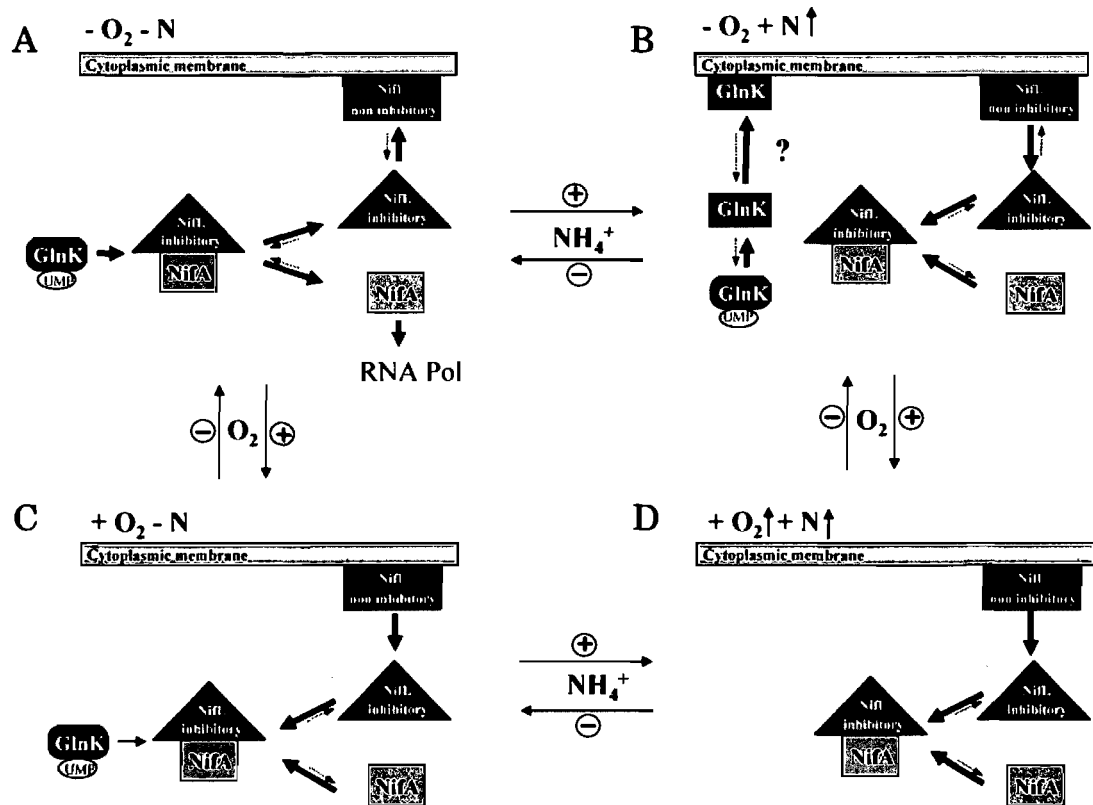 A
- O₂ - N
Cytoplasmic membrane
NifL
non inhibitory
NifL
inhibitory
NifL
inhibitory
GlnK
UMP
NifA
NifA
RNA Pol
+
NH₄⁺
−
B
- O₂ + N↑
Cytoplasmic membrane
GlnK
NifL
non inhibitory
?
GlnK
NifL
inhibitory
NifL
inhibitory
GlnK
UMP
NifA
NifA
− O₂ +
− O₂ +
C
+ O₂ - N
Cytoplasmic membrane
NifL
non inhibitory
NifL
inhibitory
NifL
inhibitory
GlnK
UMP
NifA
NifA
+
NH₄⁺
−
D
+ O₂↑ + N↑
Cytoplasmic membrane
NifL
non inhibitory
NifL
inhibitory
NifL
inhibitory
NifA
NifA